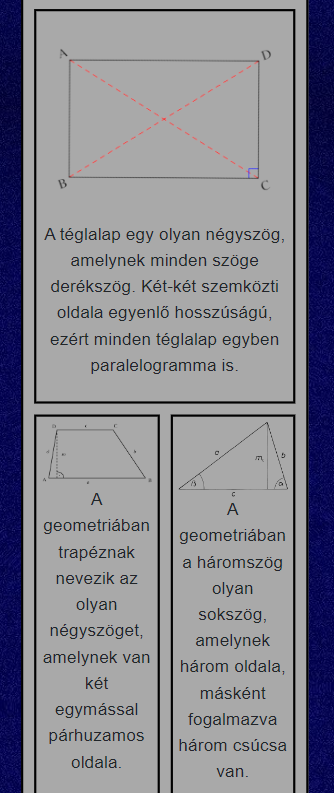 A
D
B
C
A téglalap egy olyan négyszög,
amelynek minden szöge
derékszög. Két-két szemközti
oldala egyenlő hosszúságú,
ezért minden téglalap egyben
paralelogramma is.
D c C
A a B
A
geometriában
trapéznak
nevezik az
olyan
négyszöget,
amelynek van
két
egymással
párhuzamos
oldala.
a
b
c
A
geometriában
a háromszög
olyan
sokszög,
amelynek
három oldala,
másként
fogalmazva
három csúcsa
van.